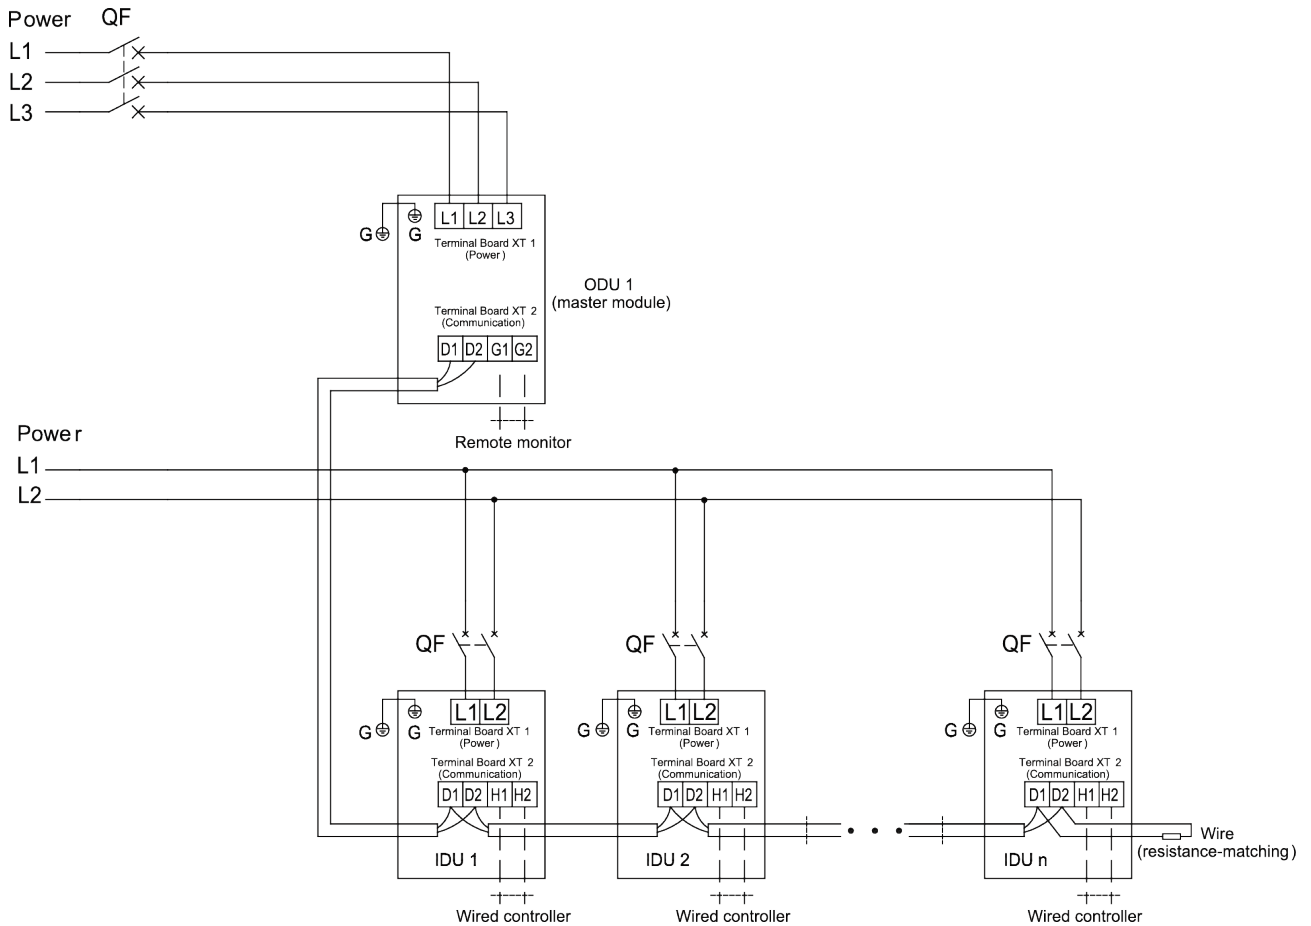 Power QF
L1
L2
L3
L1 L2 L3
G G
Terminal Board XT 1
(Power)
ODU 1
(master module)
Terminal Board XT 2
(Communication)
D1 D2 G1 G2
Remote monitor
Power
L1
L2
QF QF QF
L1 L2 L1 L2 L1 L2
G G G G G G
Terminal Board XT 1 Terminal Board XT 1 Terminal Board XT 1
(Power) (Power) (Power)
Terminal Board XT 2 Terminal Board XT 2 Terminal Board XT 2
(Communication) (Communication) (Communication)
D1 D2 H1 H2 D1 D2 H1 H2 D1 D2 H1 H2
Wire
(resistance-matching)
IDU 1 IDU 2 IDU n
Wired controller Wired controller Wired controller